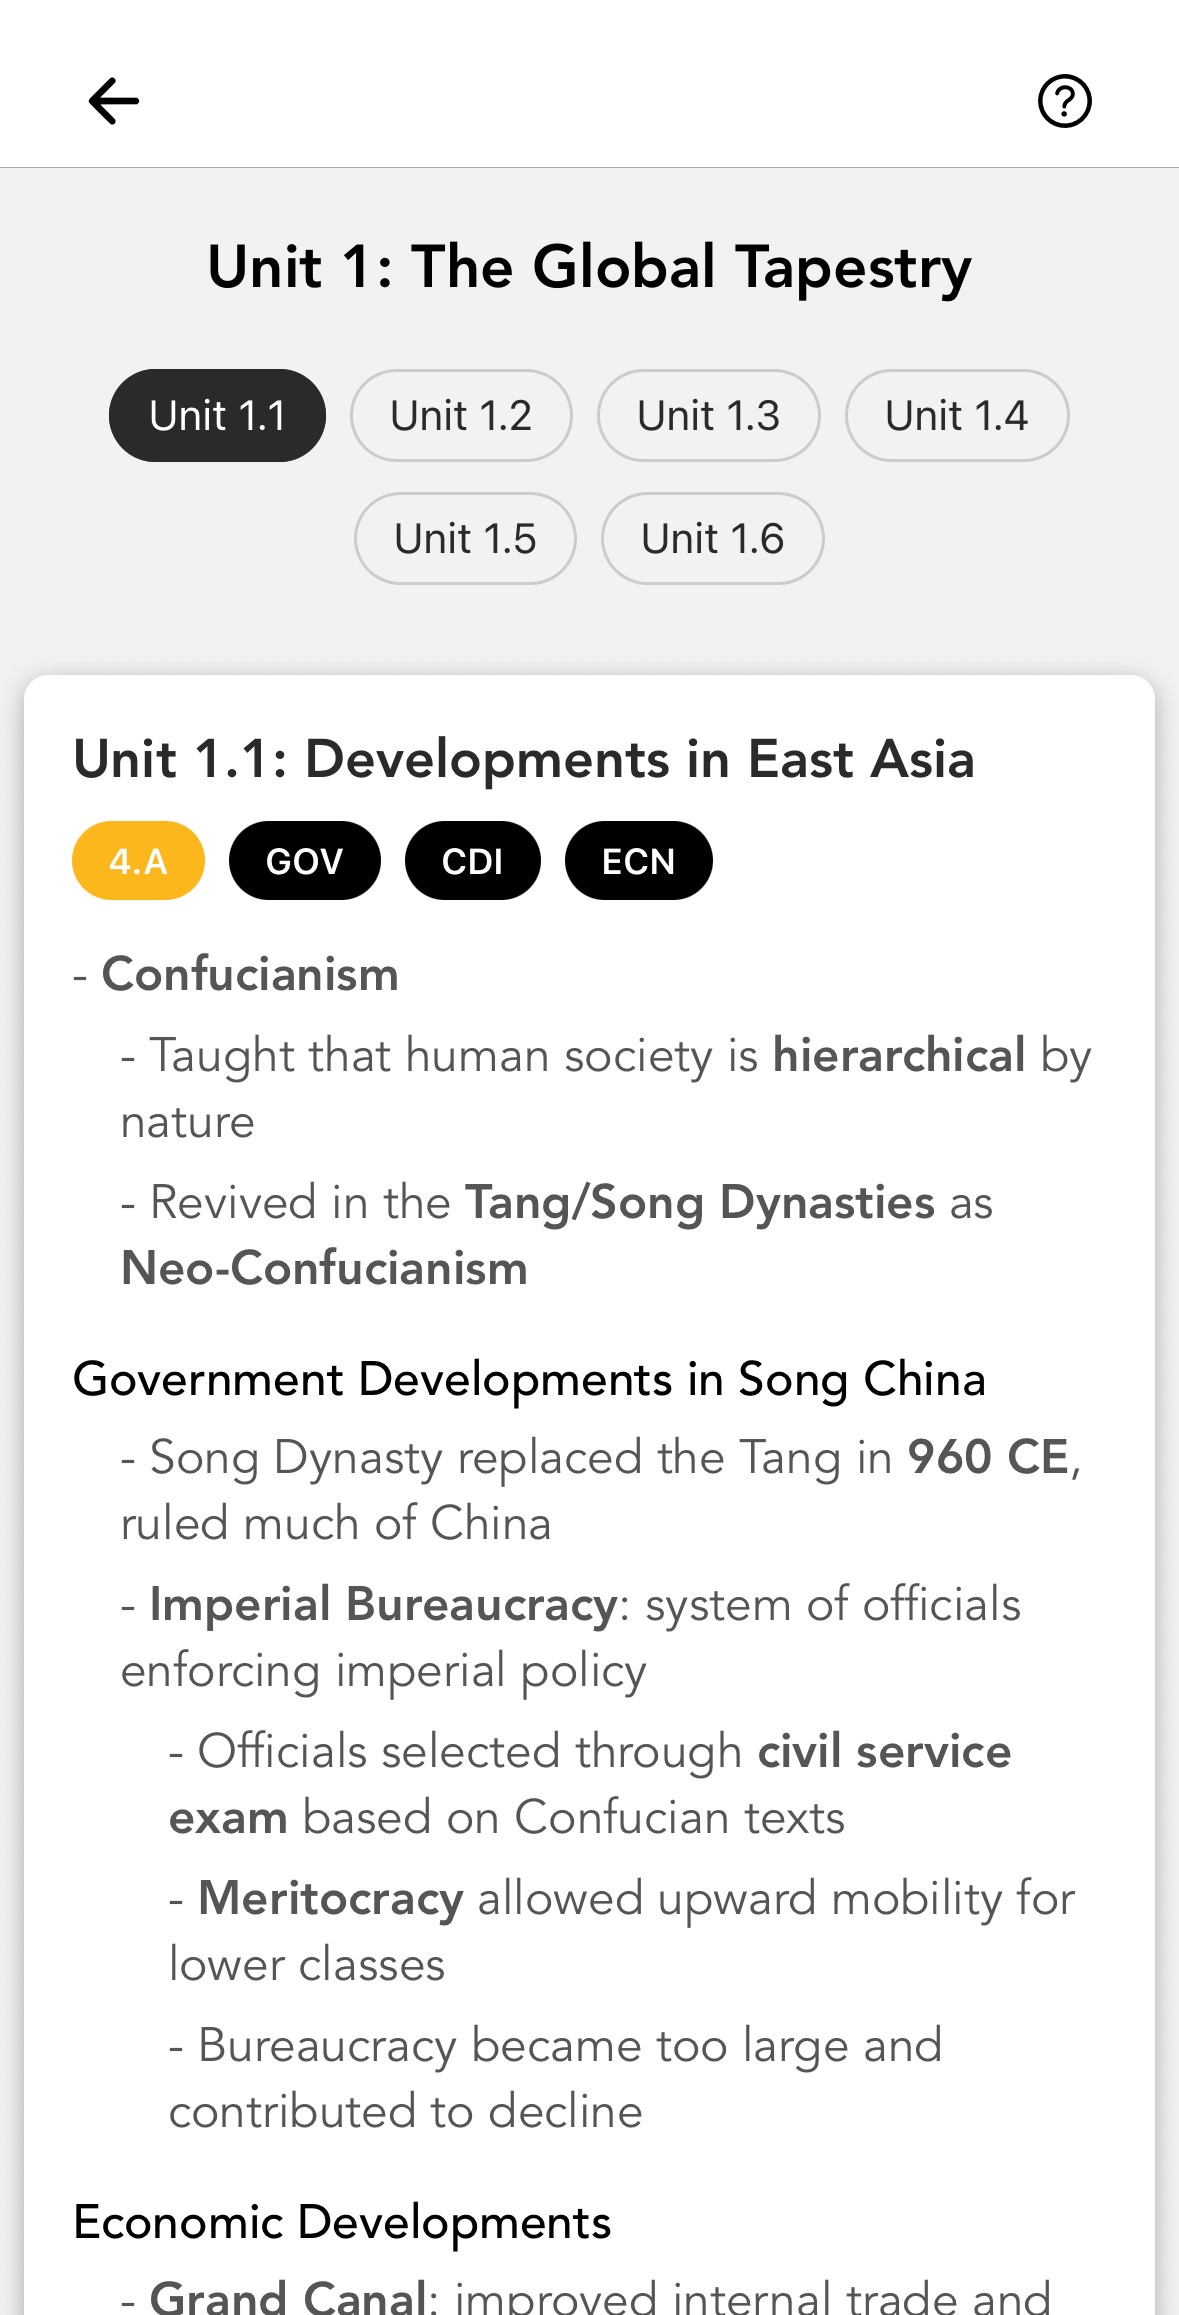 Unit 1: The Global Tapestry
Unit 1.1 Unit 1.2 Unit 1.3 Unit 1.4
Unit 1.5 Unit 1.6
Unit 1.1: Developments in East Asia
4.A GOV CDI ECN
- Confucianism
- Taught that human society is hierarchical by
nature
- Revived in the Tang/Song Dynasties as
Neo-Confucianism
Government Developments in Song China
- Song Dynasty replaced the Tang in 960 CE,
ruled much of China
- Imperial Bureaucracy: system of officials
enforcing imperial policy
- Officials selected through civil service
exam based on Confucian texts
- Meritocracy allowed upward mobility for
lower classes
- Bureaucracy became too large and
contributed to decline
Economic Developments
- Grand Canal: improved internal trade and